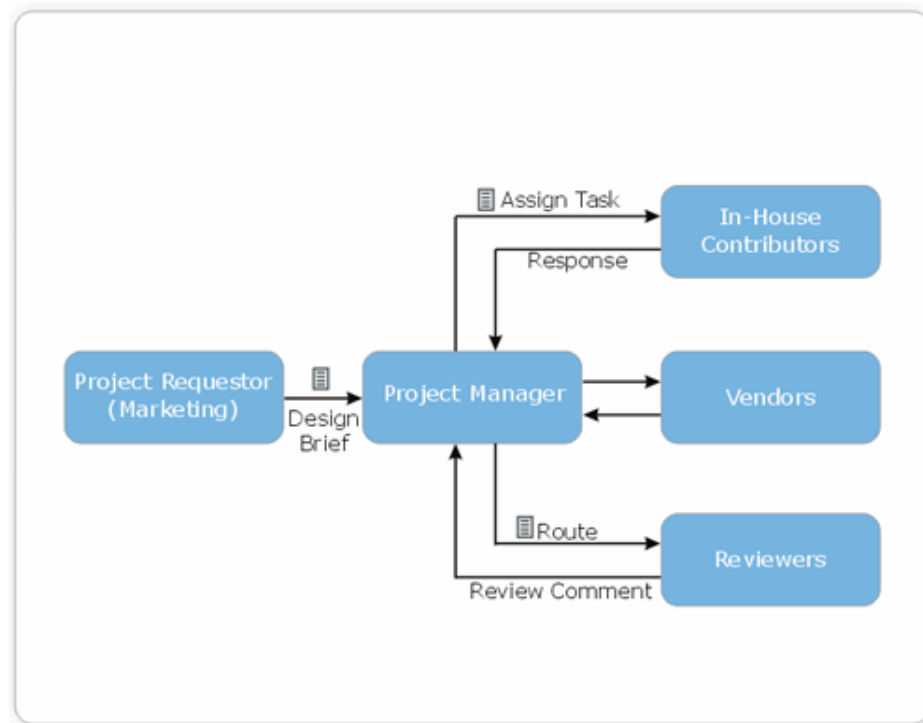 Assign Task
In-House
Contributors
Response
Project Requestor
(Marketing)
Design
Brief
Project Manager
Vendors
Route
Reviewers
Review Comment